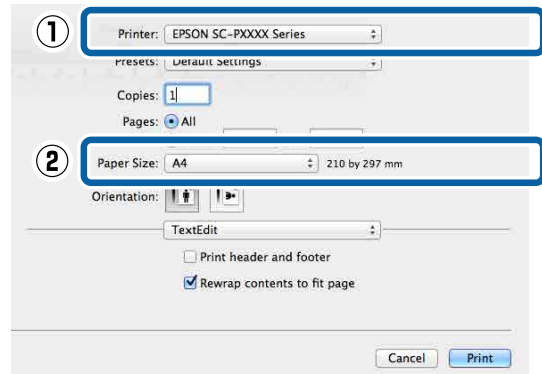 ① Printer: EPSON SC-PXXXX Series
Presets: Default Settings
Copies: 1
Pages: All
② Paper Size: A4 210 by 297 mm
Orientation:
TextEdit
Print header and footer
Rewrap contents to fit page
Cancel Print